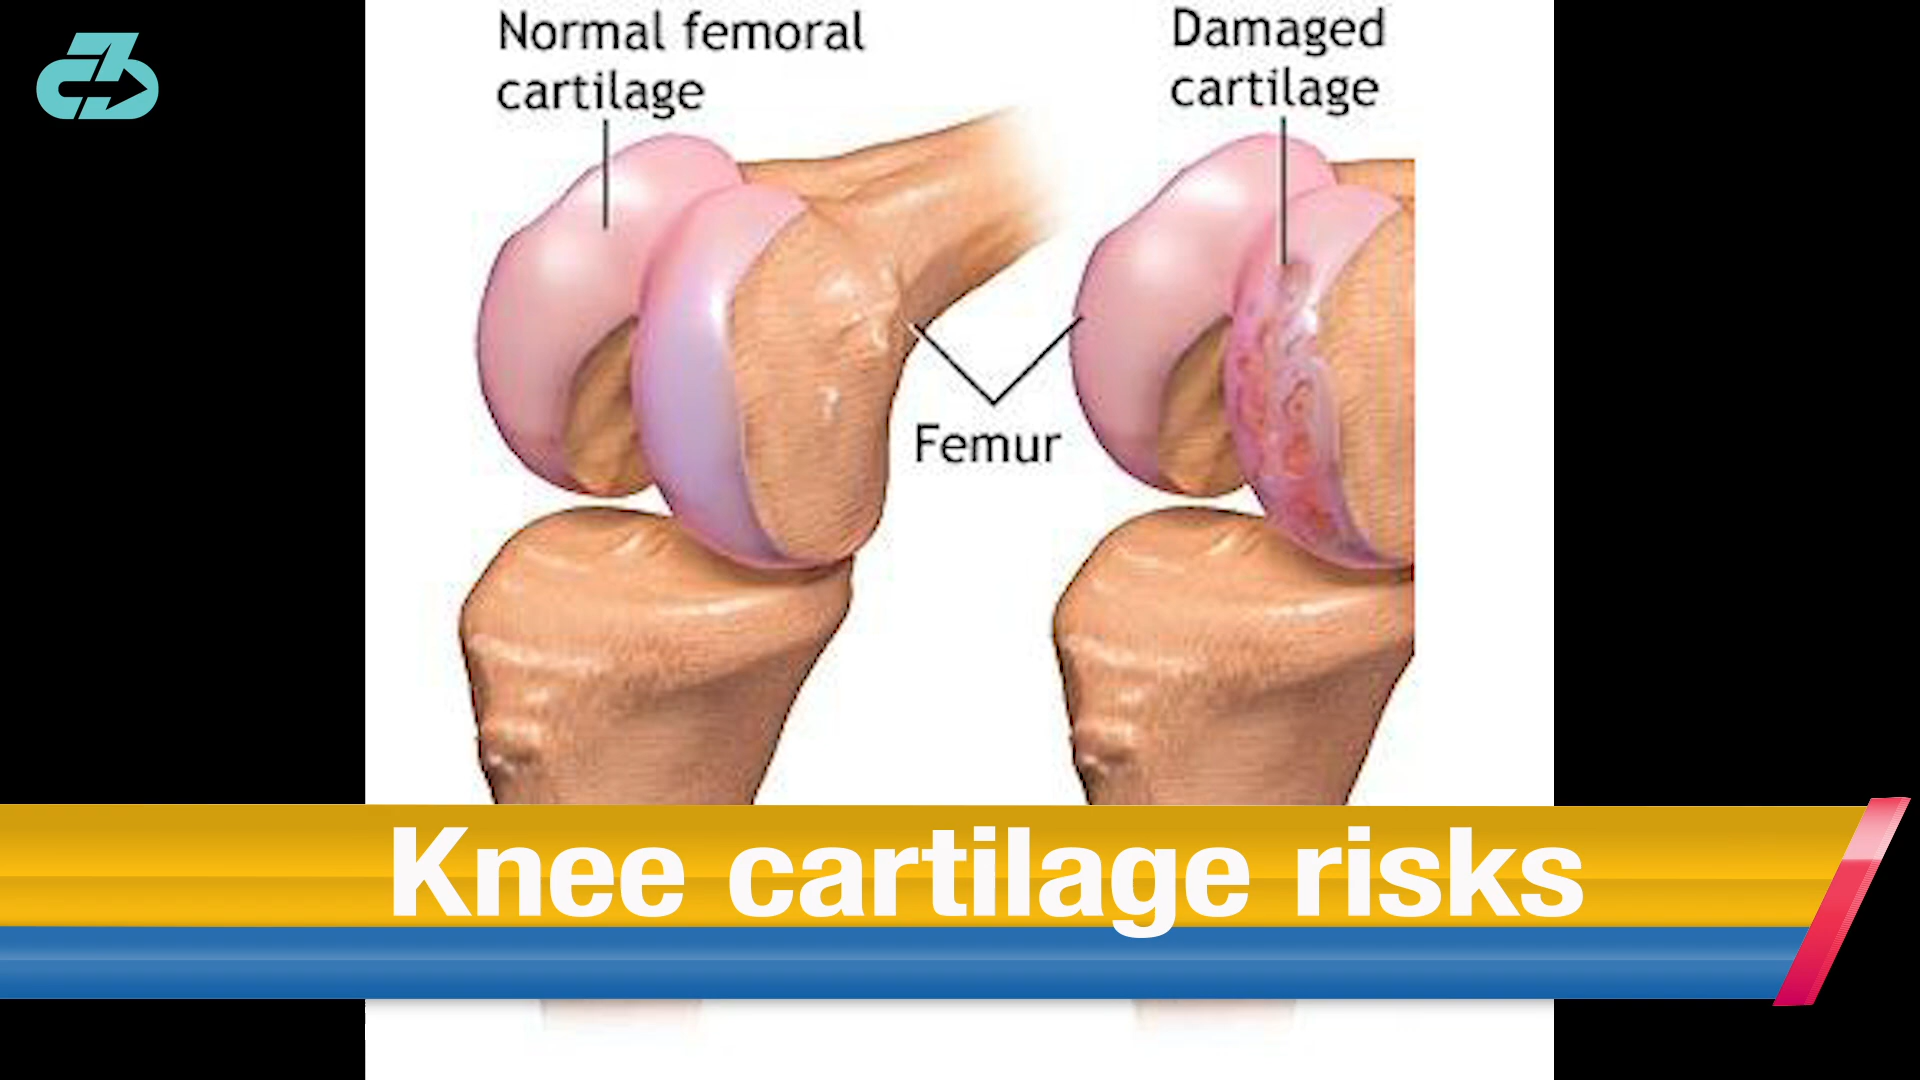 Normal femoral
cartilage
Damaged
cartilage
Femur
Knee cartilage risks